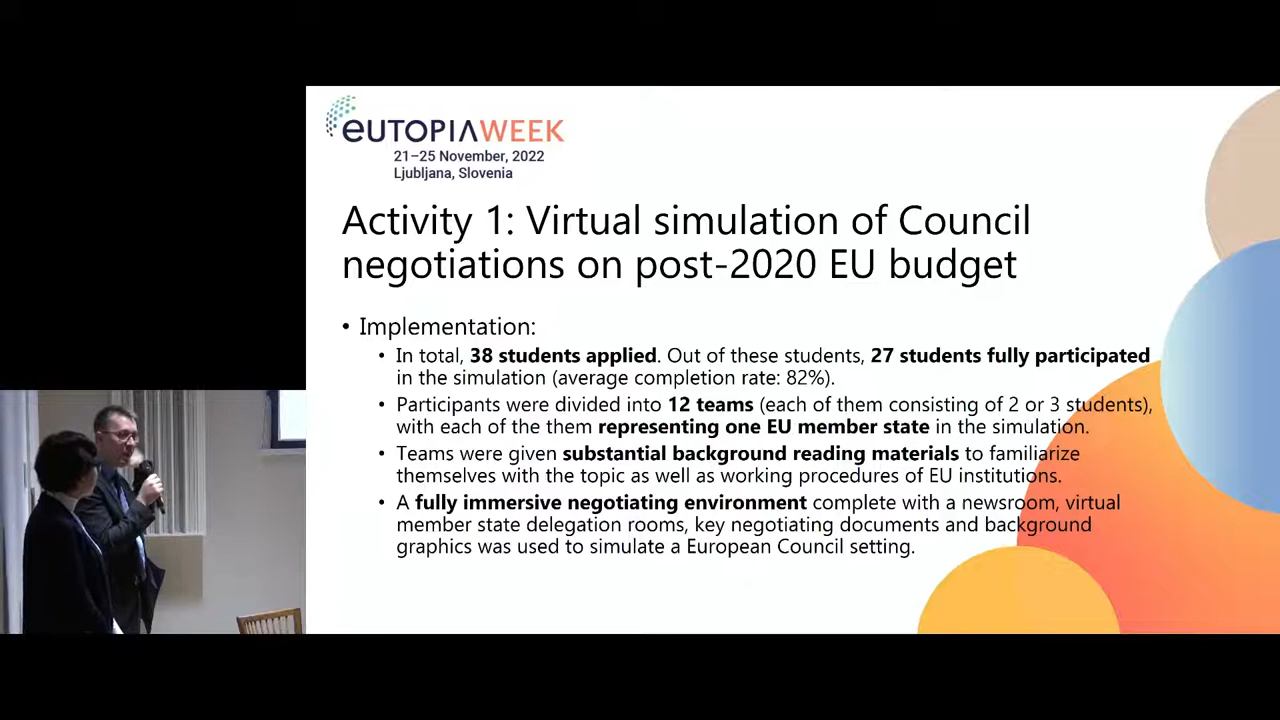 eUTOPIAWEEK
21–25 November, 2022
Ljubljana, Slovenia
Activity 1: Virtual simulation of Council
negotiations on post-2020 EU budget
• Implementation:
• In total, 38 students applied. Out of these students, 27 students fully participated
in the simulation (average completion rate: 82%).
• Participants were divided into 12 teams (each of them consisting of 2 or 3 students),
with each of the them representing one EU member state in the simulation.
• Teams were given substantial background reading materials to familiarize
themselves with the topic as well as working procedures of EU institutions.
• A fully immersive negotiating environment complete with a newsroom, virtual
member state delegation rooms, key negotiating documents and background
graphics was used to simulate a European Council setting.